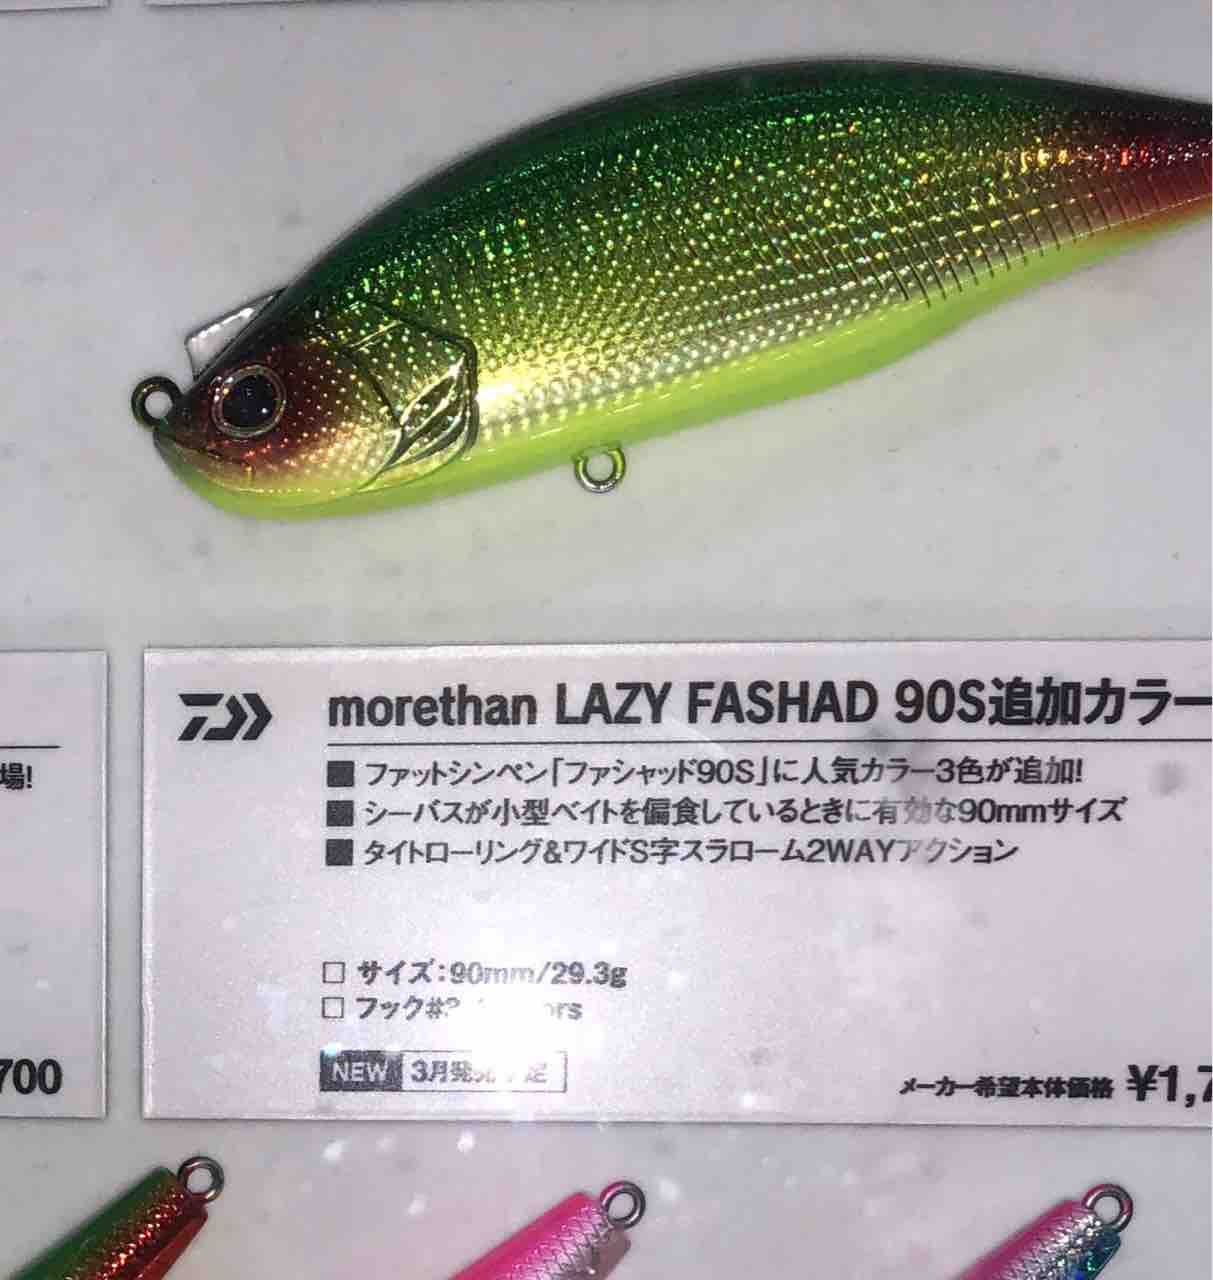 場!
700
morethan LAZY FASHAD 90S追加カラー
■ ファットシンペン「ファシャッド90S」に人気カラー3色が追加!
■ シーバスが小型ベイトを偏食しているときに有効な90mmサイズ
■ タイトローリング&ワイドS字スラローム2WAYアクション
□ サイズ:90mm/29.3g
□ フック#
NEW 3月発売予定
メーカー希望本体価格 ¥1,7